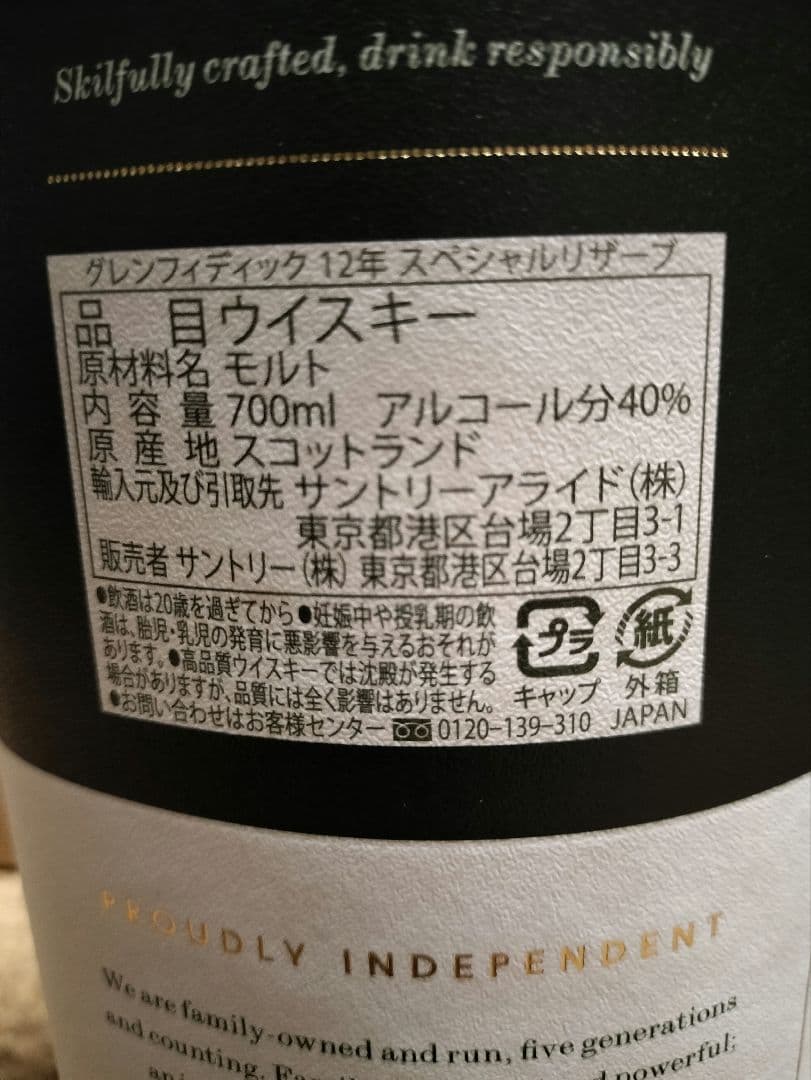 Skilfully crafted, drink responsibly
グレンフィディック 12年 スペシャルリザーブ
品 目 ウイスキー
原材料名 モルト
内容量 700ml アルコール分40%
原産地 スコットランド
輸入元及び引取先 サントリーアライド(株)
東京都港区台場2丁目3-1
販売者 サントリー(株) 東京都港区台場2丁目3-3
●飲酒は20歳を過ぎてから●妊娠中や授乳期の飲
酒は、胎児・乳児の発育に悪影響を与えるおそれが
あります。●高品質ウイスキーでは沈殿が発生する
場合がありますが、品質には全く影響はありません。
●お問い合わせはお客様センター 0120-139-310
プラ
キャップ
紙
外箱
JAPAN
PROUDLY INDEPENDENT
We are family-owned and run, five generations
and counting. powerful;